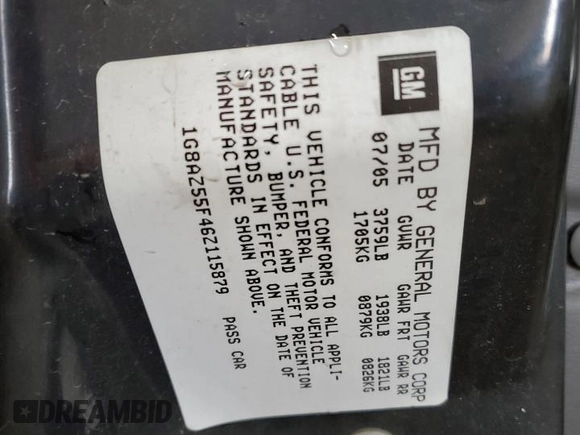 GM
MFD BY GENERAL MOTORS CORP
DATE GVWR GAWR FRT GAWR RR
07/05 3759LB 1938LB 1821LB
1705KG 0879KG 0826KG
THIS VEHICLE CONFORMS TO ALL APPLI-
CABLE U.S. FEDERAL MOTOR VEHICLE
SAFETY, BUMPER, AND THEFT PREVENTION
STANDARDS IN EFFECT ON THE DATE OF
MANUFACTURE SHOWN ABOVE.
1G8AZ55F46Z115879 PASS CAR
DREAMBID